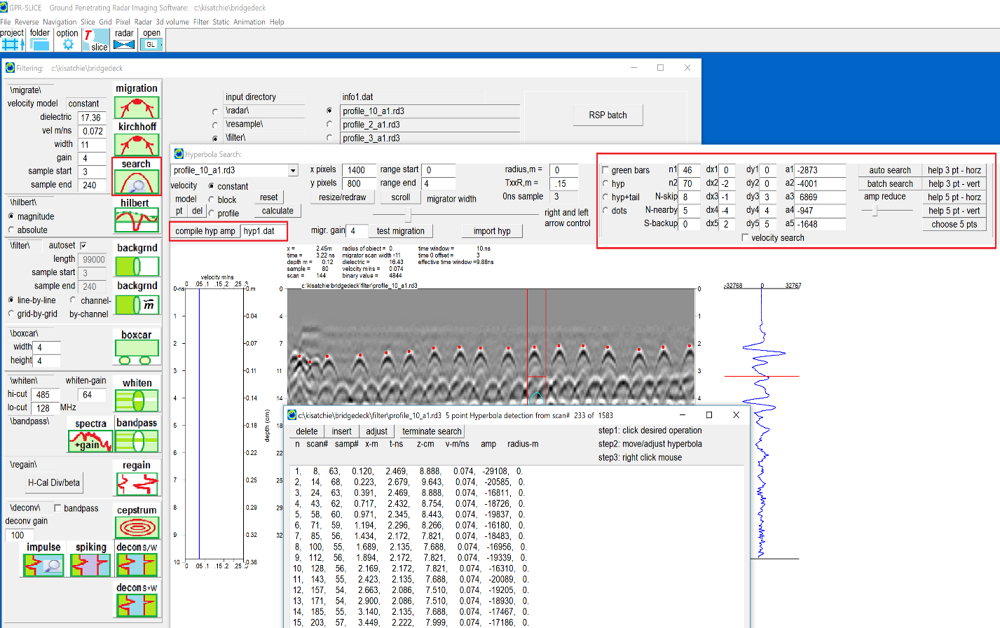 GPR-SLICE Ground Penetrating Radar Imaging Software: c:\kisatchie\bridgedeck
File Reverse Navigation Slice Grid Pixel Radar 3d volume Filter Static Animation Help
project folder option T slice radar open GL
Filtering: c:\kisatchie\bridgedeck
\migrate\
velocity model constant
dielectric 17.36
vel m/ns 0.072
width 11
gain 4
sample start 3
sample end 240
\hilbert\
magnitude
absolute
\filter\ autoset
length 99000
sample start 3
sample end 240
line-by-line channel-
grid-by-grid by-channel
\boxcar\
width 4
height 4
\whiten\ whiten-gain
hi-cut 485 64
lo-cut 128 MHz
\bandpass\
\regain\
H-Cal Div/beta
\deconv\ bandpass
deconv gain
100
migration
kirchhoff
search
hilbert
backgrnd
backgrnd
m
boxcar
whiten
spectra +gain bandpass
regain
cepstrum
impulse spiking decon s/w
decon s*w
input directory info1.dat
\radar\ profile_10_a1.rd3
\resample\ profile_2_a1.rd3
\filter\ profile_3_a1.rd3
RSP batch
Hyperbola Search:
profile_10_a1.rd3
velocity model
constant
block
profile
pt del
reset
calculate
compile hyp amp hyp1.dat
x pixels 1400 range start 0
y pixels 800 range end 4
resize/redraw scroll migrator width
migr. gain 4 test migration import hyp
radius,m = 0
TxxR,m = .15
0ns sample 3
right and left
arrow control
green bars n1 46 dx1 0 dy1 0 a1 -2873 auto search help 3 pt - horz
hyp n2 70 dx2 -2 dy2 0 a2 -4001 batch search help 3 pt - vert
hyp+tail N-skip 8 dx3 -1 dy3 3 a3 6869 amp reduce help 5 pt - horz
dots N-nearby 5 dx4 -4 dy4 4 a4 -947 help 5 pt - vert
S-backup 0 dx5 2 dy5 5 a5 -1648 choose 5 pts
velocity search
x = 2.45m radius of object = 0. time window = 10.ns
time = 3.22 ns migrator scan width =11 time 0 offset = 3
depth m = 0.12 dielectric = 16.43 effective time window =9.88ns
sample = 80 velocity m/ns = 0.074
scan = 144 binary value = 4844
velocity m/ns
0 .05 .1 .15 .2 .25 .3
c:\kisatchie\bridgedeck\filter\profile_10_a1.rd3
-32768 0 32767
0-ns 0.m 0 0
1 0.04 4 1
2 0.07 7 2
3 0.11 11 3
4 0.14 14 4
5 0.18 18
6 0.22 22
7 0.25 25
8 0.29 29
9 0.32 32
10 0.36
0 .05 .1 .15 .2 .25 .3
depth (cm)
c:\kisatchie\bridgedeck\filter\profile_10_a1.rd3 5 point Hyperbola detection from scan# 233 of 1583
delete insert adjust terminate search
step1: click desired operation
step2: move/adjust hyperbola
step3: right click mouse
n scan# samp# x-m t-ns z-cm v-m/ns amp radius-m
1, 8, 63, 0.120, 2.469, 8.888, 0.074, -29108, 0.
2, 14, 68, 0.223, 2.679, 9.643, 0.074, -20585, 0.
3, 24, 63, 0.391, 2.469, 8.888, 0.074, -16811, 0.
4, 43, 62, 0.717, 2.432, 8.754, 0.074, -18726, 0.
5, 58, 60, 0.971, 2.345, 8.443, 0.074, -19837, 0.
6, 71, 59, 1.194, 2.296, 8.266, 0.074, -16180, 0.
7, 85, 56, 1.434, 2.172, 7.821, 0.074, -18483, 0.
8, 100, 55, 1.689, 2.135, 7.688, 0.074, -16956, 0.
9, 112, 56, 1.894, 2.172, 7.821, 0.074, -19339, 0.
10, 128, 56, 2.169, 2.172, 7.821, 0.074, -16310, 0.
11, 143, 55, 2.423, 2.135, 7.688, 0.074, -20089, 0.
12, 157, 54, 2.663, 2.086, 7.510, 0.074, -19205, 0.
13, 171, 54, 2.900, 2.086, 7.510, 0.074, -18930, 0.
14, 185, 55, 3.140, 2.135, 7.688, 0.074, -17467, 0.
15, 203, 57, 3.449, 2.222, 7.999, 0.074, -17186, 0.